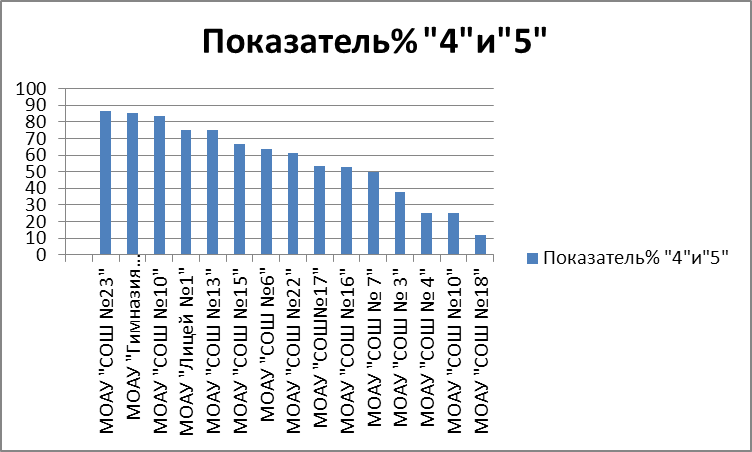 Показатель% "4"и"5"
100
90
80
70
60
50
40
30
20
10
0
МОАУ "СОШ №23"
МОАУ "Гимназия…
МОАУ "СОШ №10"
МОАУ "Лицей №1"
МОАУ "СОШ №13"
МОАУ "СОШ №15"
МОАУ "СОШ №6"
МОАУ "СОШ №22"
МОАУ "СОШ№17"
МОАУ "СОШ №16"
МОАУ "СОШ № 7"
МОАУ "СОШ № 3"
МОАУ "СОШ № 4"
МОАУ "СОШ №10"
МОАУ "СОШ №18"
Показатель% "4"и"5"